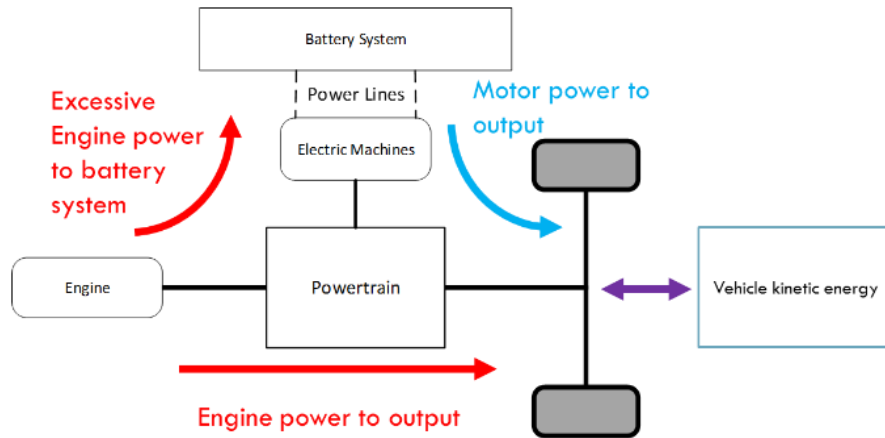 Battery System
Power Lines
Electric Machines
Excessive
Engine power
to battery
system
Motor power to
output
Engine
Powertrain
Vehicle kinetic energy
Engine power to output